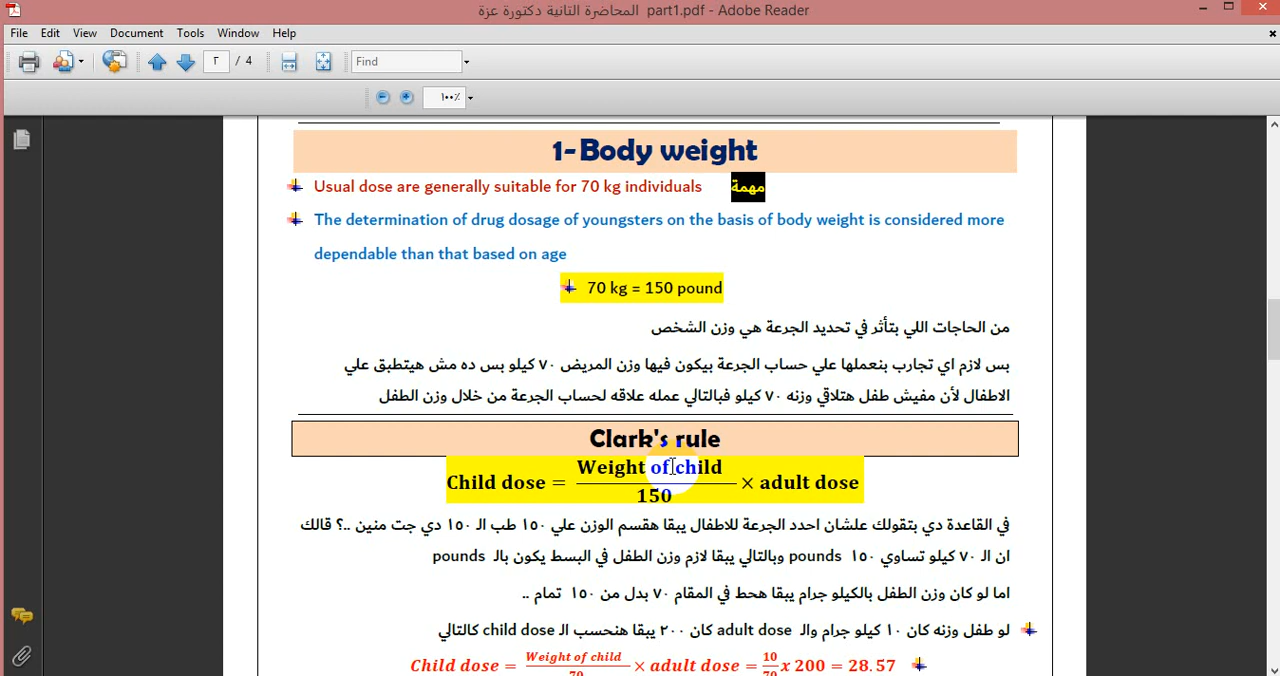 المحاضرة الثانية دكتورة عزة part1.pdf - Adobe Reader
File Edit View Document Tools Window Help
٢ / 4 Find
١٠٠٪
1- Body weight
Usual dose are generally suitable for 70 kg individuals مهمة
The determination of drug dosage of youngsters on the basis of body weight is considered more
dependable than that based on age
70 kg = 150 pound
من الحاجات اللي بتأثر في تحديد الجرعة هي وزن الشخص
بس لازم اي تجارب بنعملها علي حساب الجرعة بيكون فيها وزن المريض ٧٠ كيلو بس ده مش هيتطبق علي
الاطفال لأن مفيش طفل هتلاقي وزنه ٧٠ كيلو فبالتالي عمله علاقه لحساب الجرعة من خلال وزن الطفل
Clark's rule
Child dose = Weight of child / 150 × adult dose
في القاعدة دي بتقولك علشان احدد الجرعة للاطفال يبقا هقسم الوزن علي ١٥٠ طب الـ ١٥٠ دي جت منين ..؟ قالك
ان الـ ٧٠ كيلو تساوي ١٥٠ pounds وبالتالي يبقا لازم وزن الطفل في البسط يكون بالـ pounds
اما لو كان وزن الطفل بالكيلو جرام يبقا هحط في المقام ٧٠ بدل من ١٥٠ تمام ..
لو طفل وزنه كان ١٠ كيلو جرام والـ adult dose كان ٢٠٠ يبقا هنحسب الـ child dose كالتالي
Child dose = Weight of child / 70 × adult dose = 10 / 70 x 200 = 28.57